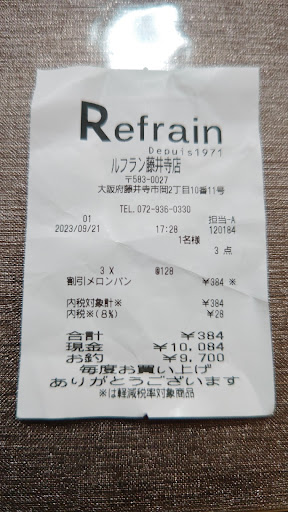 Refrain
Depuis1971
ルフラン藤井寺店
〒583-0027
大阪府藤井寺市岡2丁目10番11号
TEL.072-936-0330
01 担当-A
2023/09/21 17:28 120184
1名様
3 点
3 X @128
割引メロンパン ¥384 ※
内税対象計※ ¥384
内税※(8%) ¥28
合計 ¥384
現金 ¥10,084
お釣 ¥9,700
毎度お買い上げ
ありがとうございます
※は軽減税率対象商品